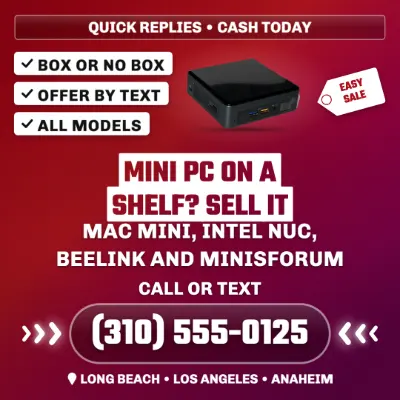 QUICK REPLIES • CASH TODAY
✓ BOX OR NO BOX
✓ OFFER BY TEXT
✓ ALL MODELS
EASY
SALE
MINI PC ON A
SHELF? SELL IT
MAC MINI, INTEL NUC,
BEELINK AND MINISFORUM
CALL OR TEXT
(310) 555-0125
LONG BEACH • LOS ANGELES • ANAHEIM